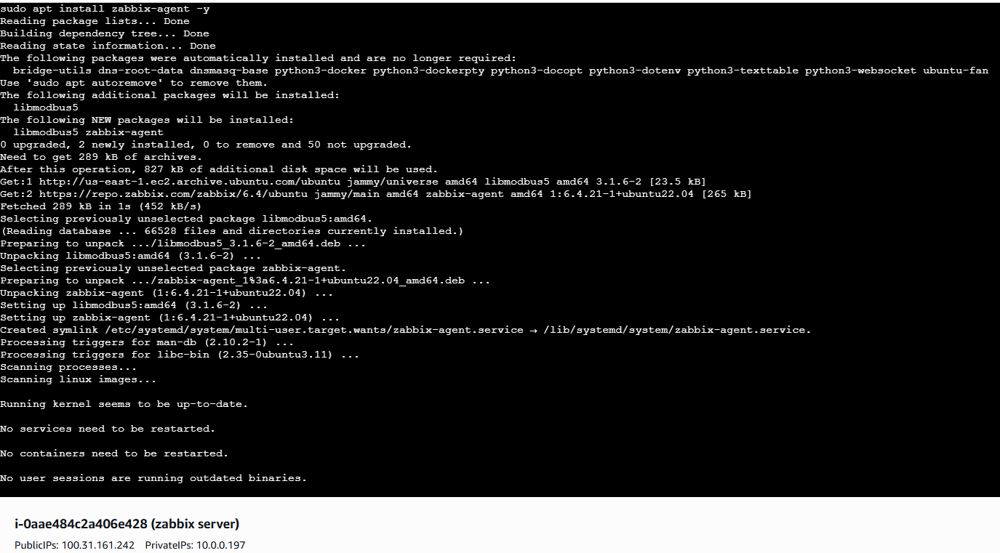 sudo apt install zabbix-agent -y
Reading package lists... Done
Building dependency tree... Done
Reading state information... Done
The following packages were automatically installed and are no longer required:
  bridge-utils dns-root-data dnsmasq-base python3-docker python3-dockerpty python3-docopt python3-dotenv python3-texttable python3-websocket ubuntu-fan
Use 'sudo apt autoremove' to remove them.
The following additional packages will be installed:
  libmodbus5
The following NEW packages will be installed:
  libmodbus5 zabbix-agent
0 upgraded, 2 newly installed, 0 to remove and 50 not upgraded.
Need to get 289 kB of archives.
After this operation, 827 kB of additional disk space will be used.
Get:1 http://us-east-1.ec2.archive.ubuntu.com/ubuntu jammy/universe amd64 libmodbus5 amd64 3.1.6-2 [23.5 kB]
Get:2 https://repo.zabbix.com/zabbix/6.4/ubuntu jammy/main amd64 zabbix-agent amd64 1:6.4.21-1+ubuntu22.04 [265 kB]
Fetched 289 kB in 1s (452 kB/s)
Selecting previously unselected package libmodbus5:amd64.
(Reading database ... 66528 files and directories currently installed.)
Preparing to unpack .../libmodbus5_3.1.6-2_amd64.deb ...
Unpacking libmodbus5:amd64 (3.1.6-2) ...
Selecting previously unselected package zabbix-agent.
Preparing to unpack .../zabbix-agent_1%3a6.4.21-1+ubuntu22.04_amd64.deb ...
Unpacking zabbix-agent (1:6.4.21-1+ubuntu22.04) ...
Setting up libmodbus5:amd64 (3.1.6-2) ...
Setting up zabbix-agent (1:6.4.21-1+ubuntu22.04) ...
Created symlink /etc/systemd/system/multi-user.target.wants/zabbix-agent.service → /lib/systemd/system/zabbix-agent.service.
Processing triggers for man-db (2.10.2-1) ...
Processing triggers for libc-bin (2.35-0ubuntu3.11) ...
Scanning processes...
Scanning linux images...

Running kernel seems to be up-to-date.

No services need to be restarted.

No containers need to be restarted.

No user sessions are running outdated binaries.

i-0aae484c2a406e428 (zabbix server)
PublicIPs: 100.31.161.242    PrivateIPs: 10.0.0.197